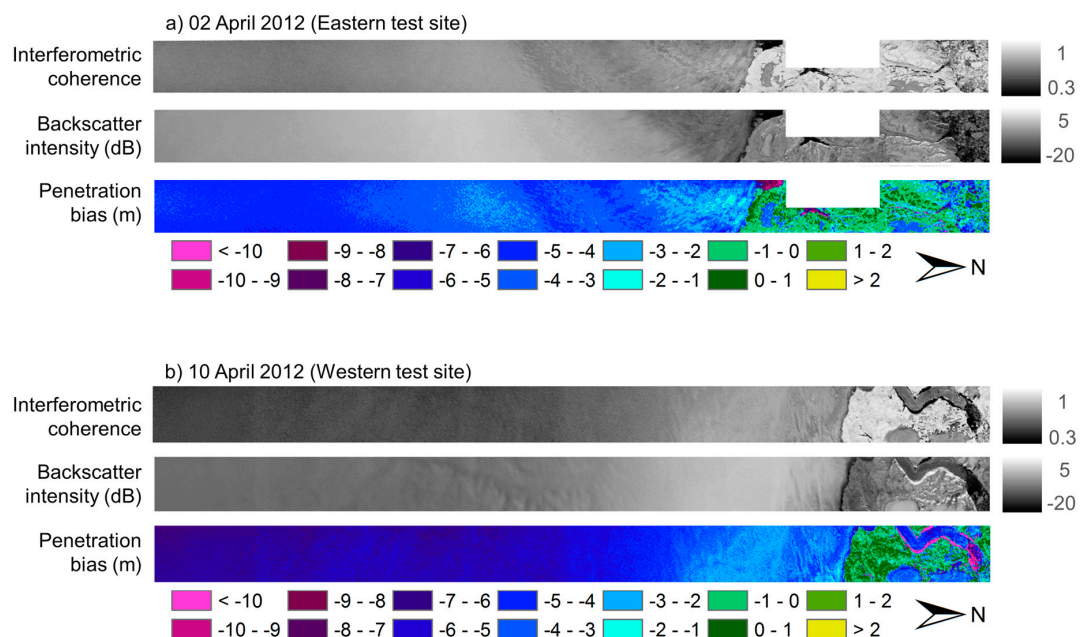 a) 02 April 2012 (Eastern test site)
Interferometric
coherence
1
0.3
Backscatter
intensity (dB)
5
-20
Penetration
bias (m)
< -10 -9 - -8 -7 - -6 -5 - -4 -3 - -2 -1 - 0 1 - 2
-10 - -9 -8 - -7 -6 - -5 -4 - -3 -2 - -1 0 - 1 > 2
N
b) 10 April 2012 (Western test site)
Interferometric
coherence
1
0.3
Backscatter
intensity (dB)
5
-20
Penetration
bias (m)
< -10 -9 - -8 -7 - -6 -5 - -4 -3 - -2 -1 - 0 1 - 2
-10 - -9 -8 - -7 -6 - -5 -4 - -3 -2 - -1 0 - 1 > 2
N